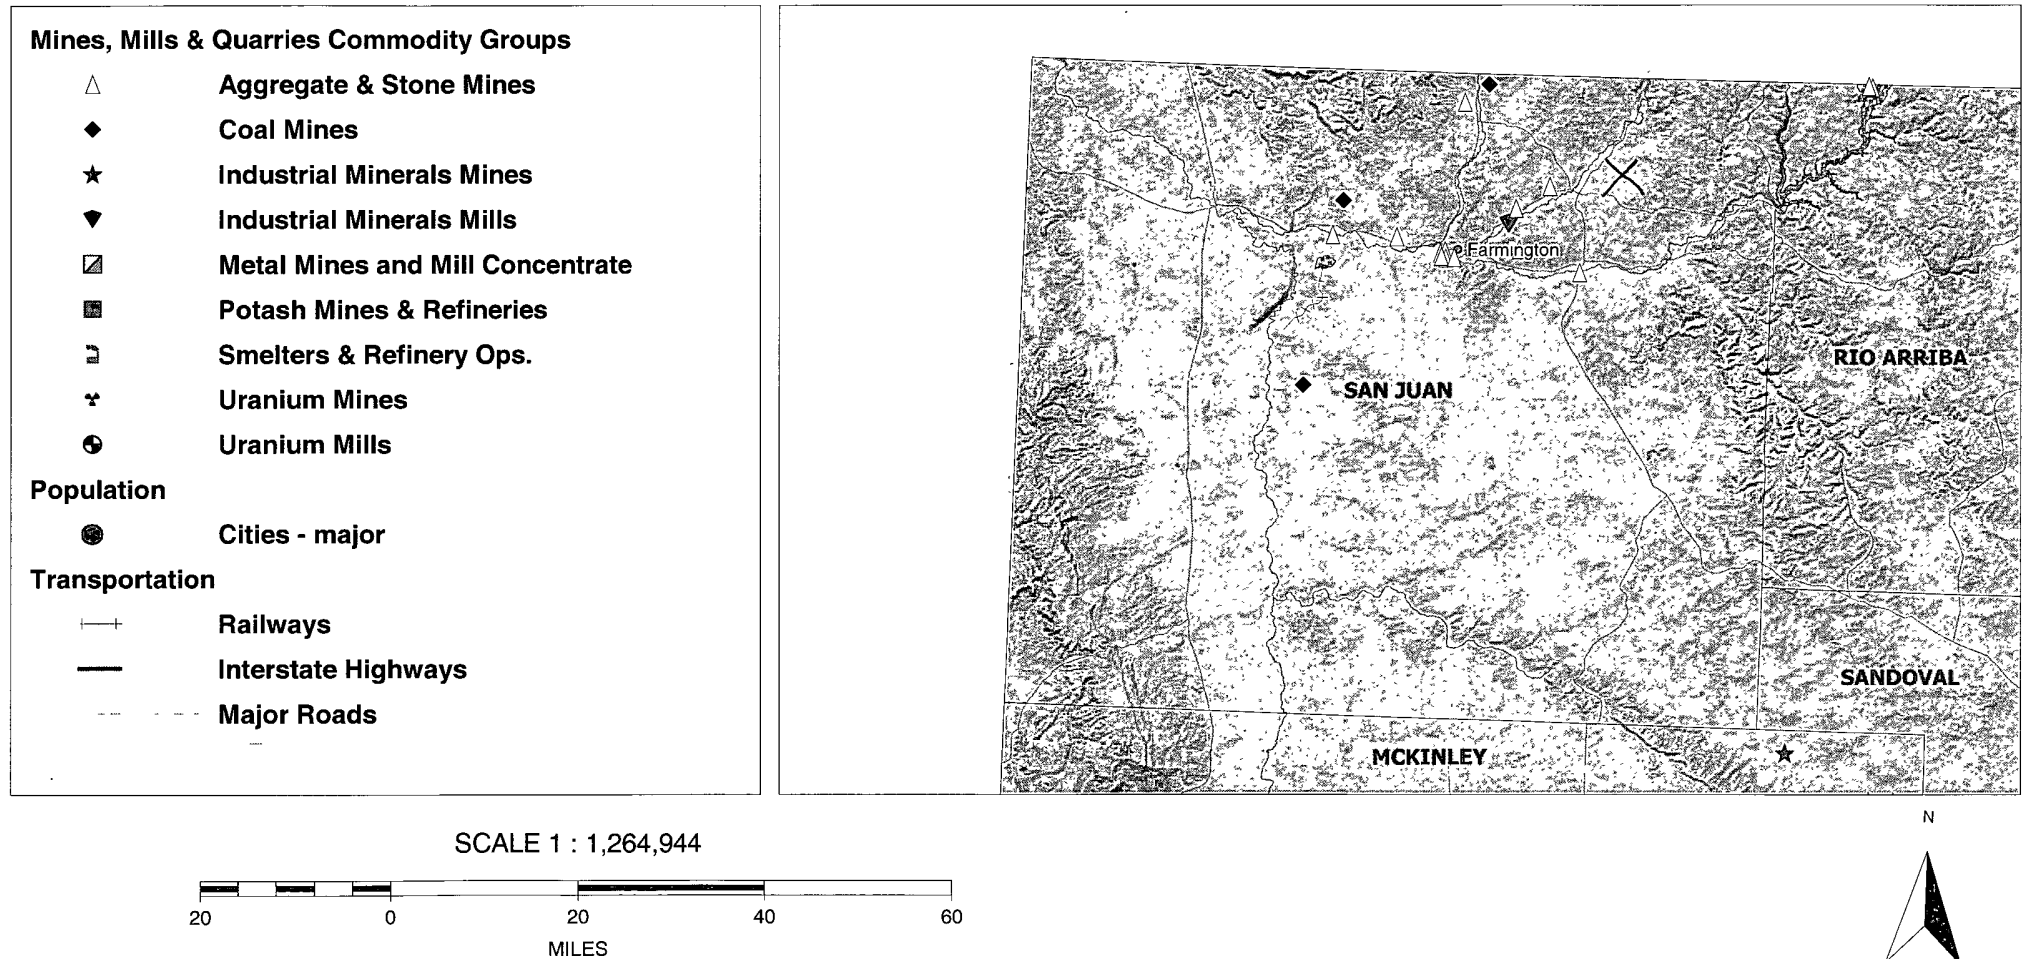 Mines, Mills & Quarries Commodity Groups
Aggregate & Stone Mines
Coal Mines
Industrial Minerals Mines
Industrial Minerals Mills
Metal Mines and Mill Concentrate
Potash Mines & Refineries
Smelters & Refinery Ops.
Uranium Mines
Uranium Mills
Population
Cities - major
Transportation
Railways
Interstate Highways
Major Roads
Farmington
RIO ARRIBA
SAN JUAN
SANDOVAL
MCKINLEY
SCALE 1 : 1,264,944
20 0 20 40 60
MILES
N